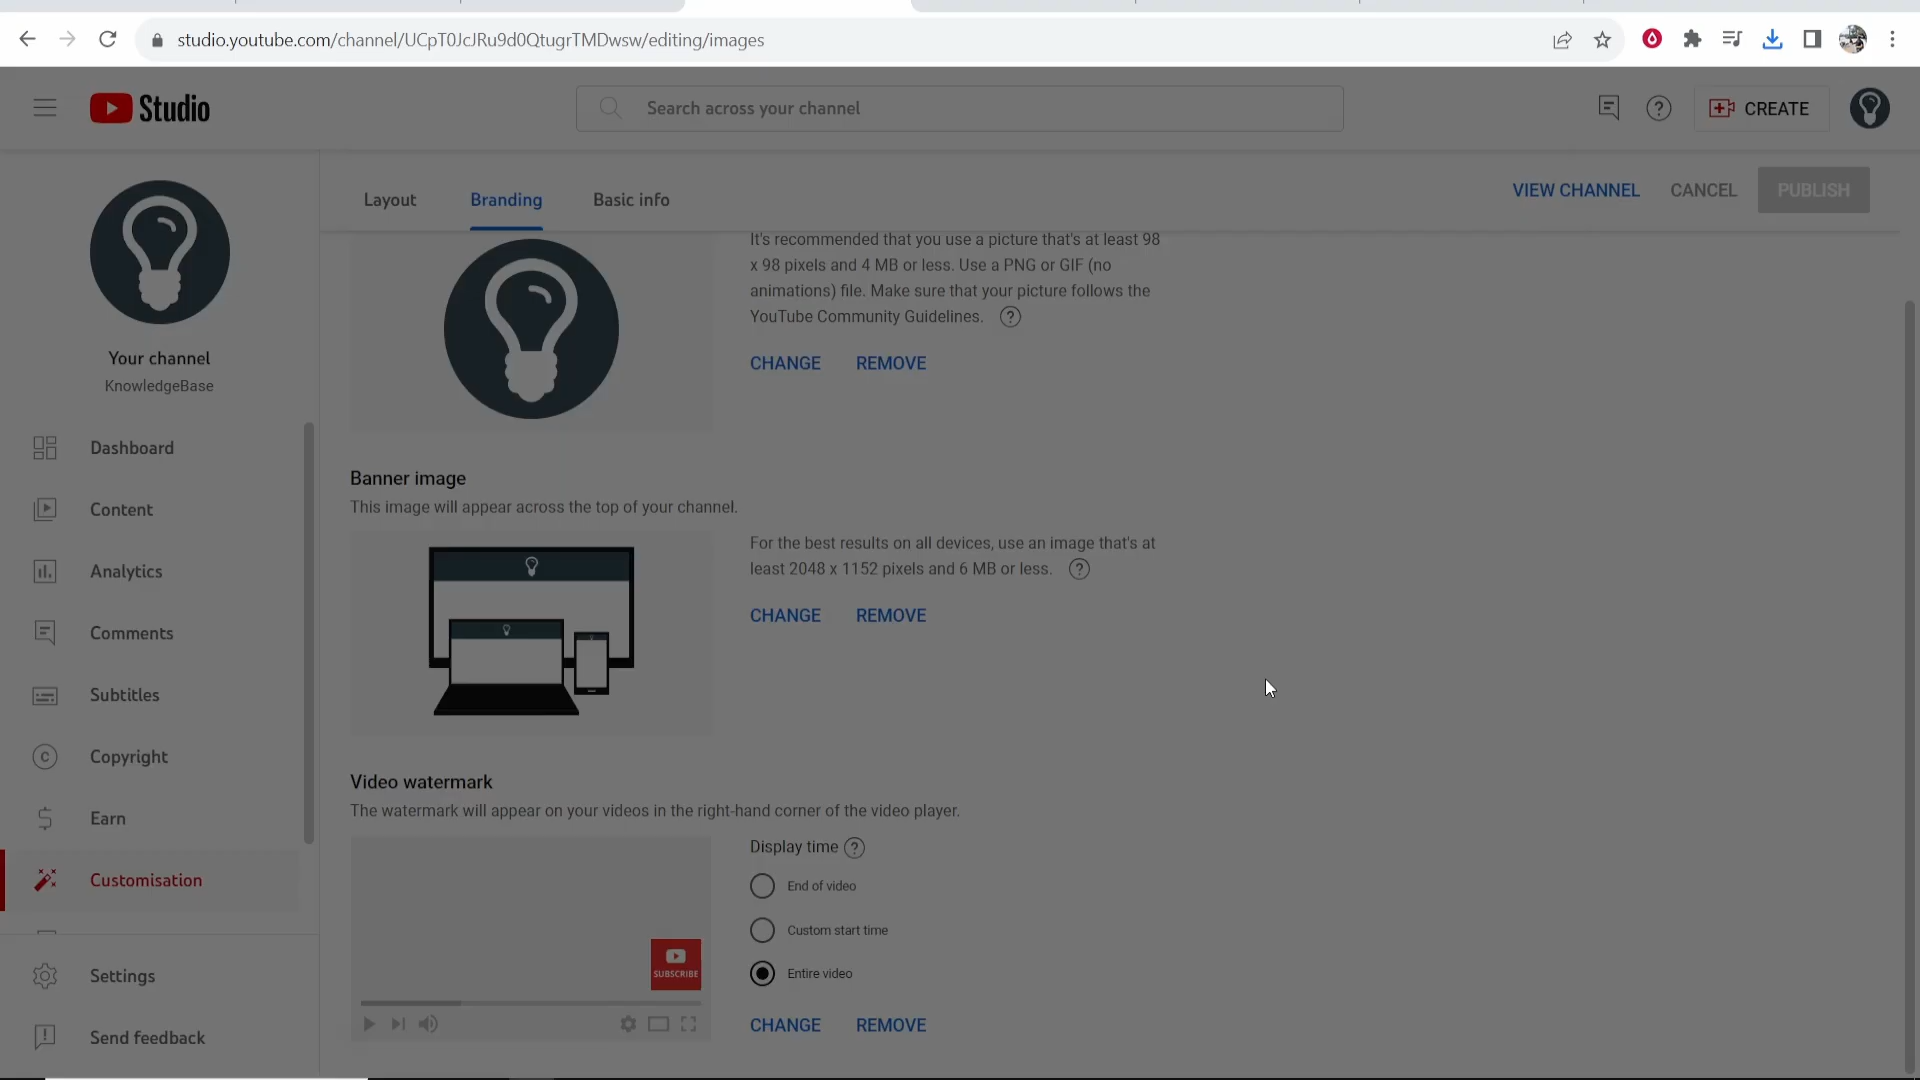 studio.youtube.com/channel/UCpT0JcJRu9d0QtugrTMDwsw/editing/images
Studio
Search across your channel
CREATE
Your channel
KnowledgeBase
Dashboard
Content
Analytics
Comments
Subtitles
Copyright
Earn
Customisation
Settings
Send feedback
Layout
Branding
Basic info
VIEW CHANNEL
CANCEL
PUBLISH
It's recommended that you use a picture that's at least 98
x 98 pixels and 4 MB or less. Use a PNG or GIF (no
animations) file. Make sure that your picture follows the
YouTube Community Guidelines.
CHANGE
REMOVE
Banner image
This image will appear across the top of your channel.
For the best results on all devices, use an image that's at
least 2048 x 1152 pixels and 6 MB or less.
CHANGE
REMOVE
Video watermark
The watermark will appear on your videos in the right-hand corner of the video player.
SUBSCRIBE
Display time
End of video
Custom start time
Entire video
CHANGE
REMOVE